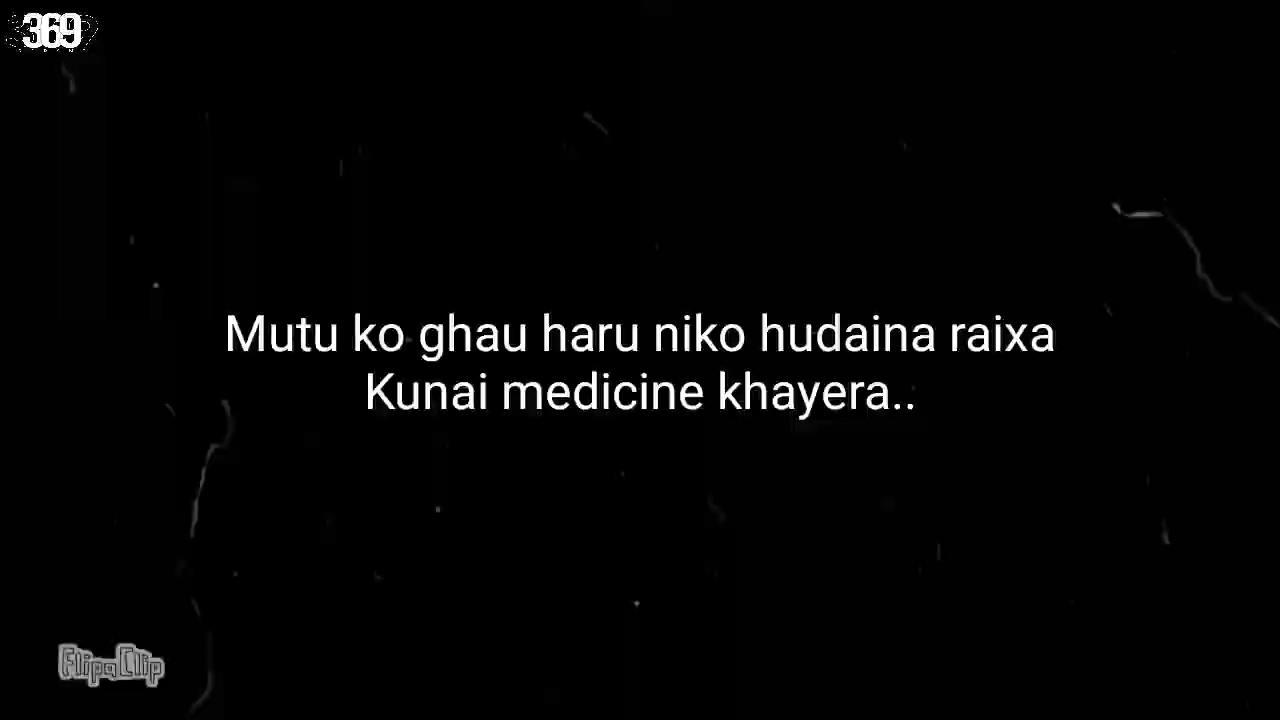 369
Mutu ko ghau haru niko hudaina raixa
Kunai medicine khayera..
FlipaClip